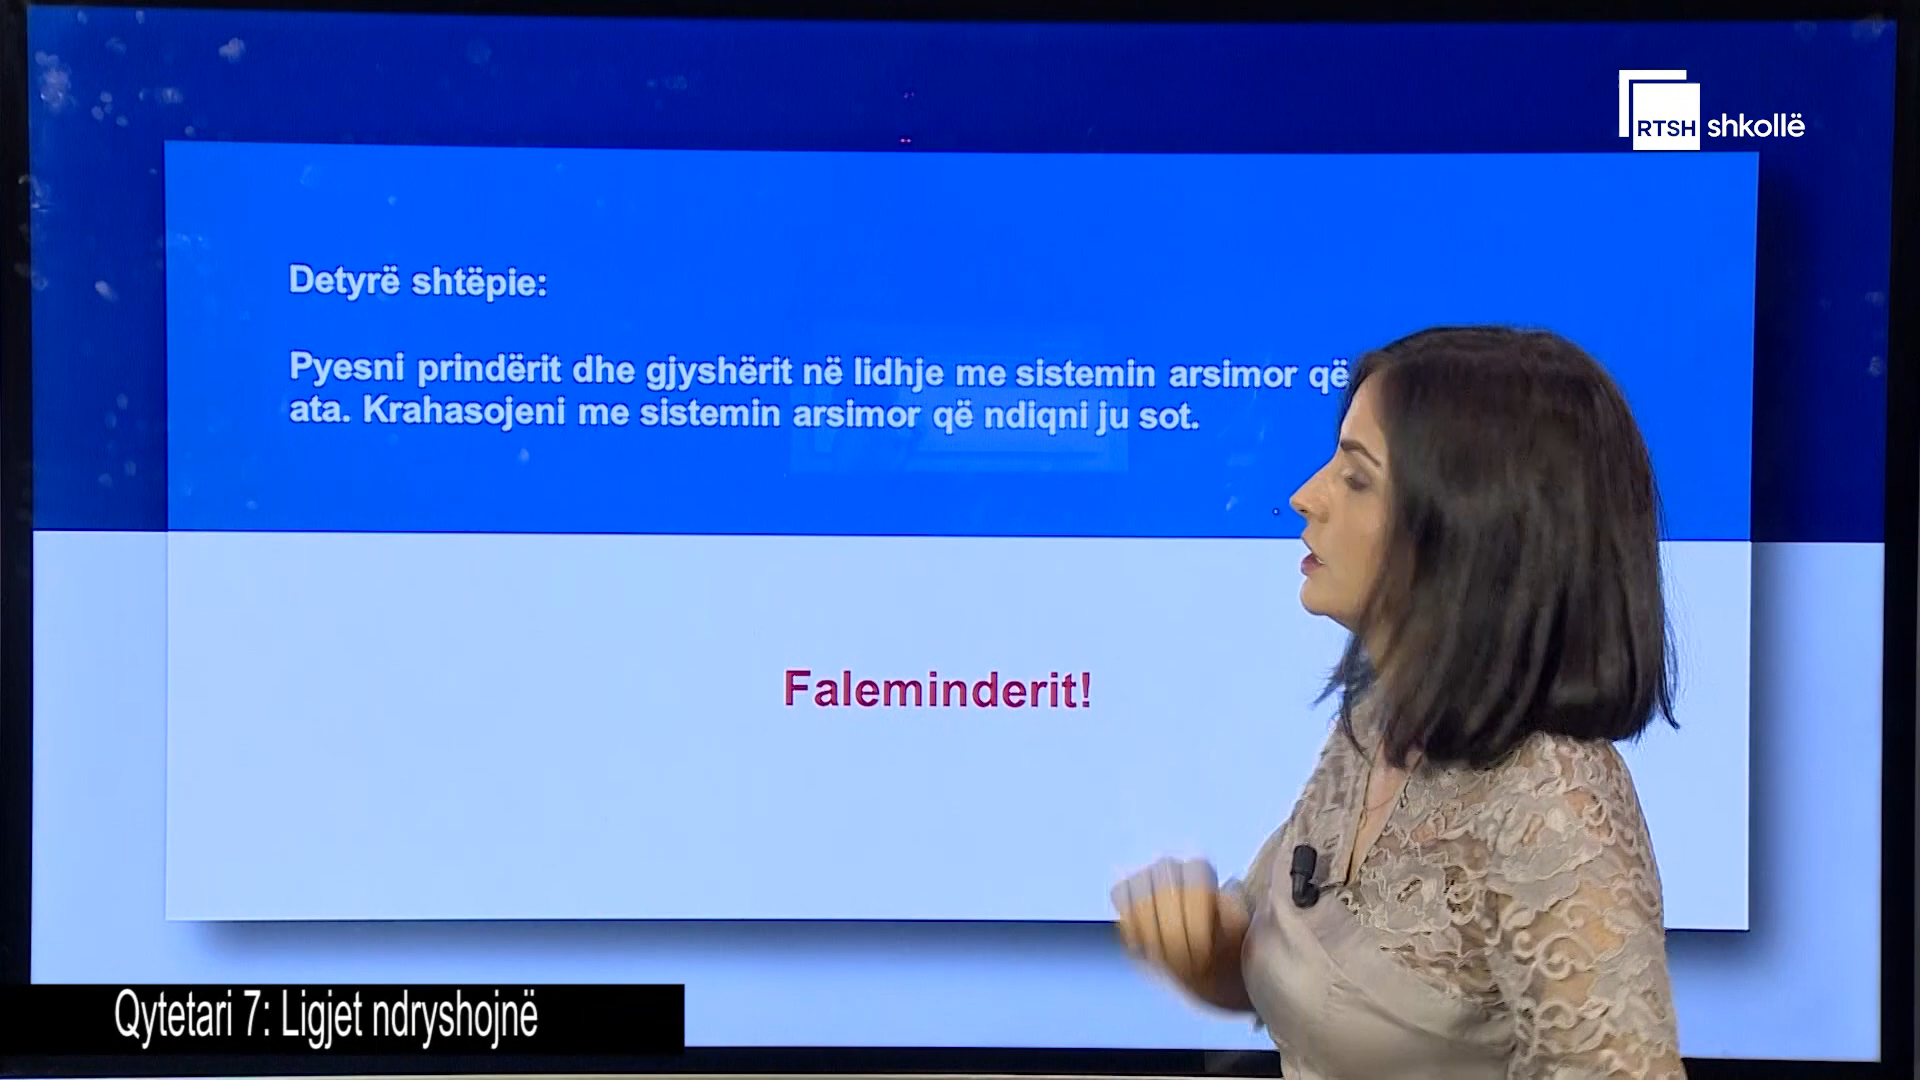 RTSH shkollë
Detyrë shtëpie:
Pyesni prindërit dhe gjyshërit në lidhje me sistemin arsimor që
ata. Krahasojeni me sistemin arsimor që ndiqni ju sot.
Faleminderit!
Qytetari 7: Ligjet ndryshojnë